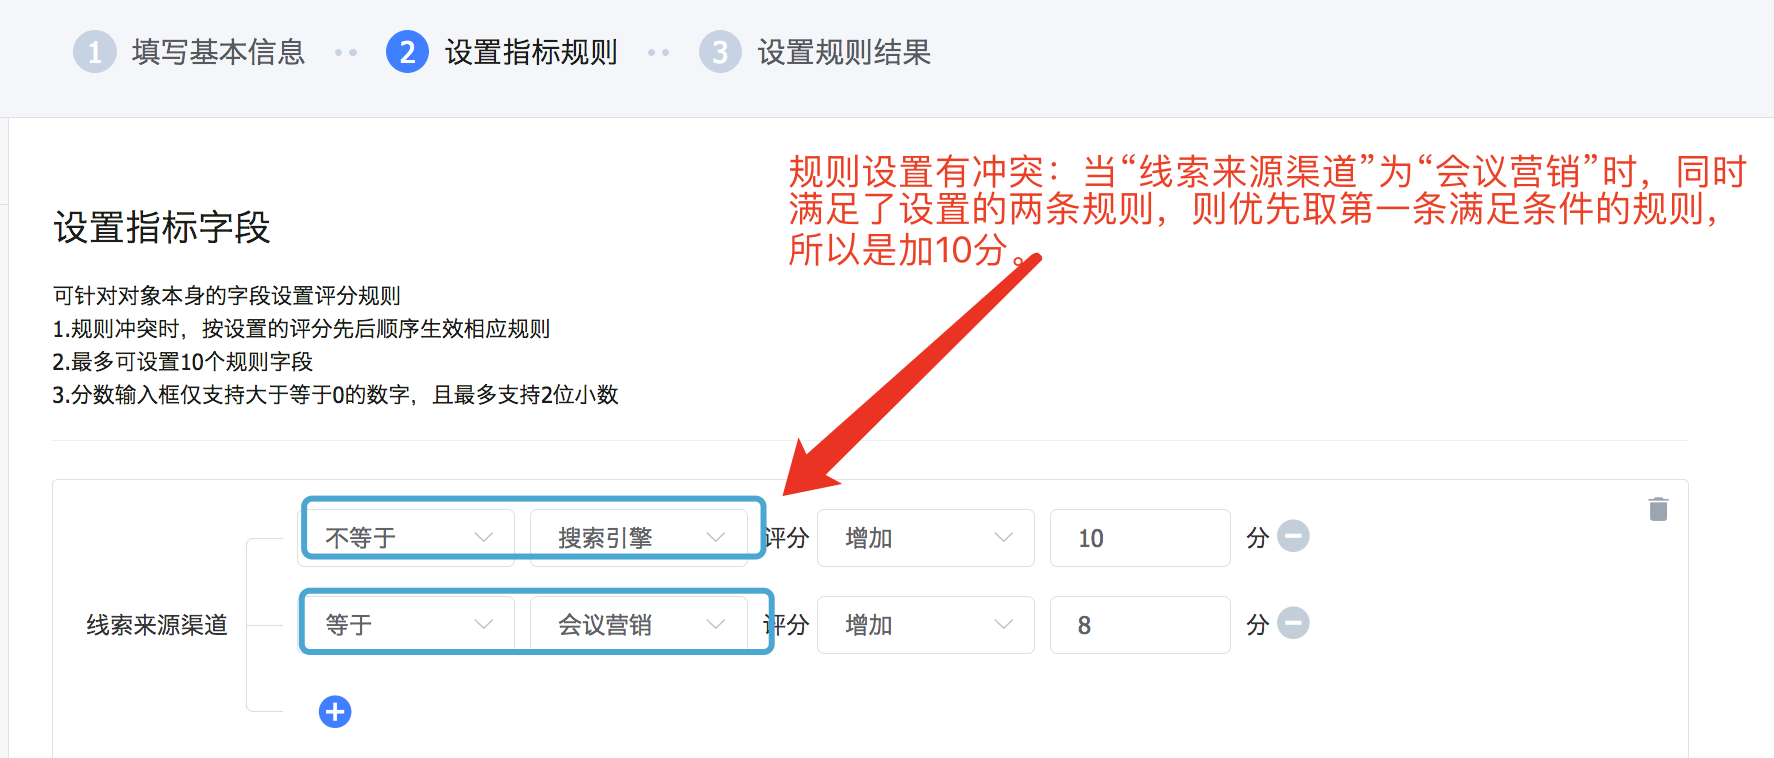 1 填写基本信息 2 设置指标规则 3 设置规则结果
规则设置有冲突：当“线索来源渠道”为“会议营销”时，同时
满足了设置的两条规则，则优先取第一条满足条件的规则，
所以是加10分。
设置指标字段
可针对对象本身的字段设置评分规则
1.规则冲突时，按设置的评分先后顺序生效相应规则
2.最多可设置10个规则字段
3.分数输入框仅支持大于等于0的数字，且最多支持2位小数
不等于 搜索引擎 评分 增加 10 分
线索来源渠道 等于 会议营销 评分 增加 8 分